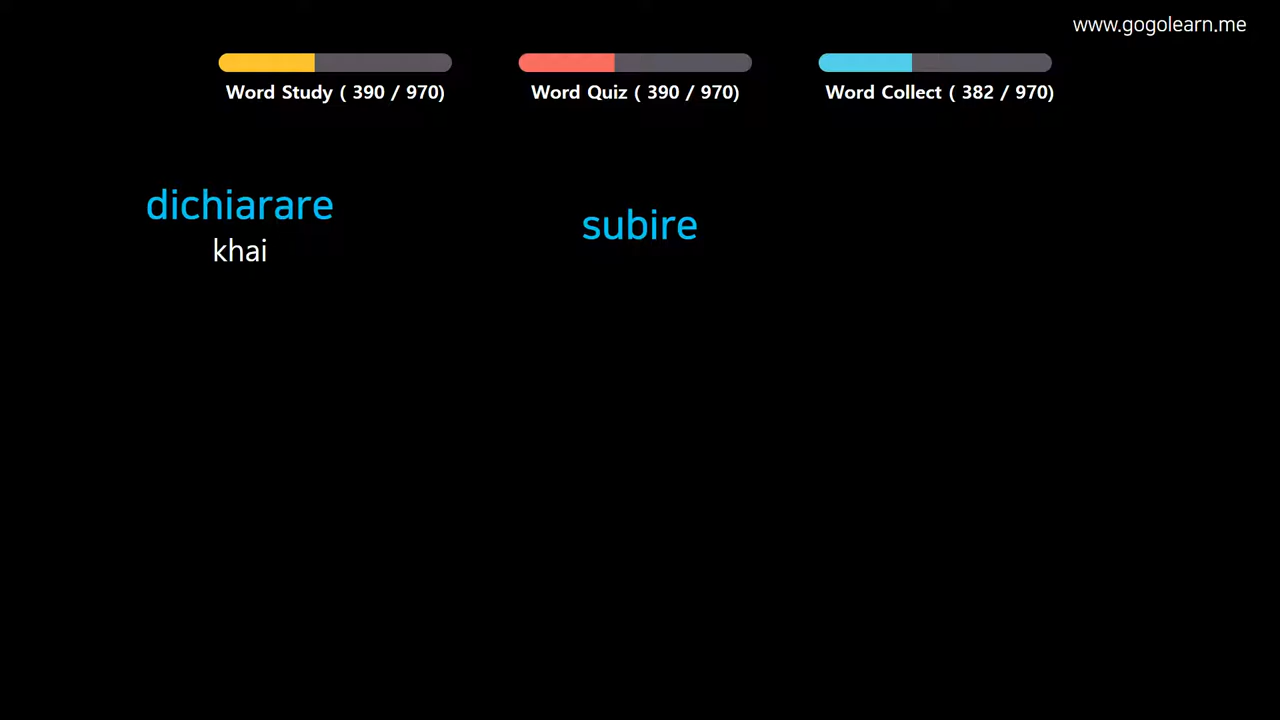 www.gogolearn.me
Word Study ( 390 / 970)
Word Quiz ( 390 / 970)
Word Collect ( 382 / 970)
dichiarare
khai
subire